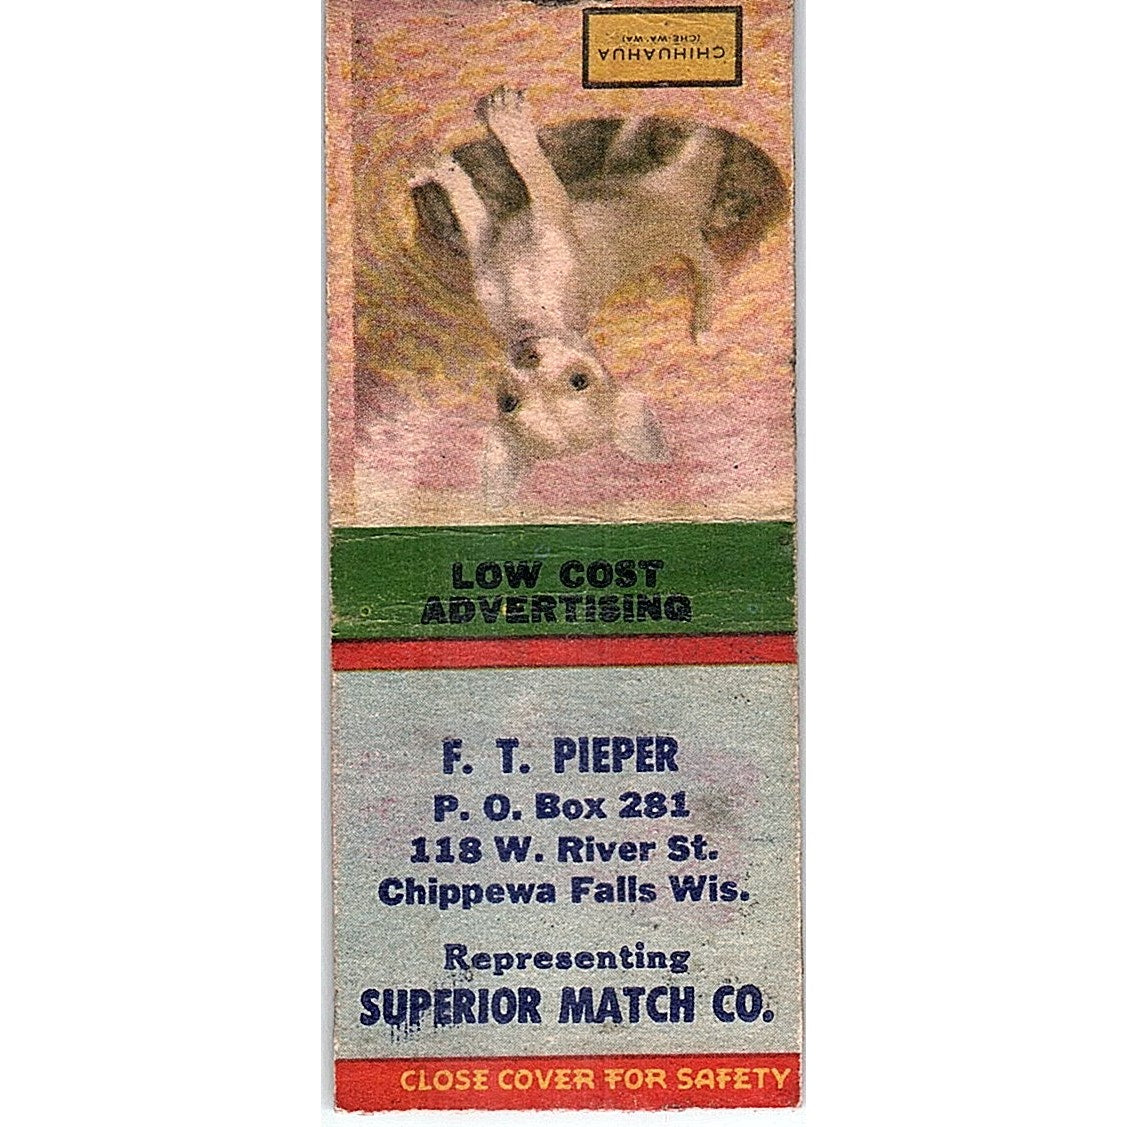 CHIHUAHUA
(CHE·WA'·WA)
LOW COST
ADVERTISING
F. T. PIEPER
P. O. Box 281
118 W. River St.
Chippewa Falls Wis.
Representing
SUPERIOR MATCH CO.
CLOSE COVER FOR SAFETY